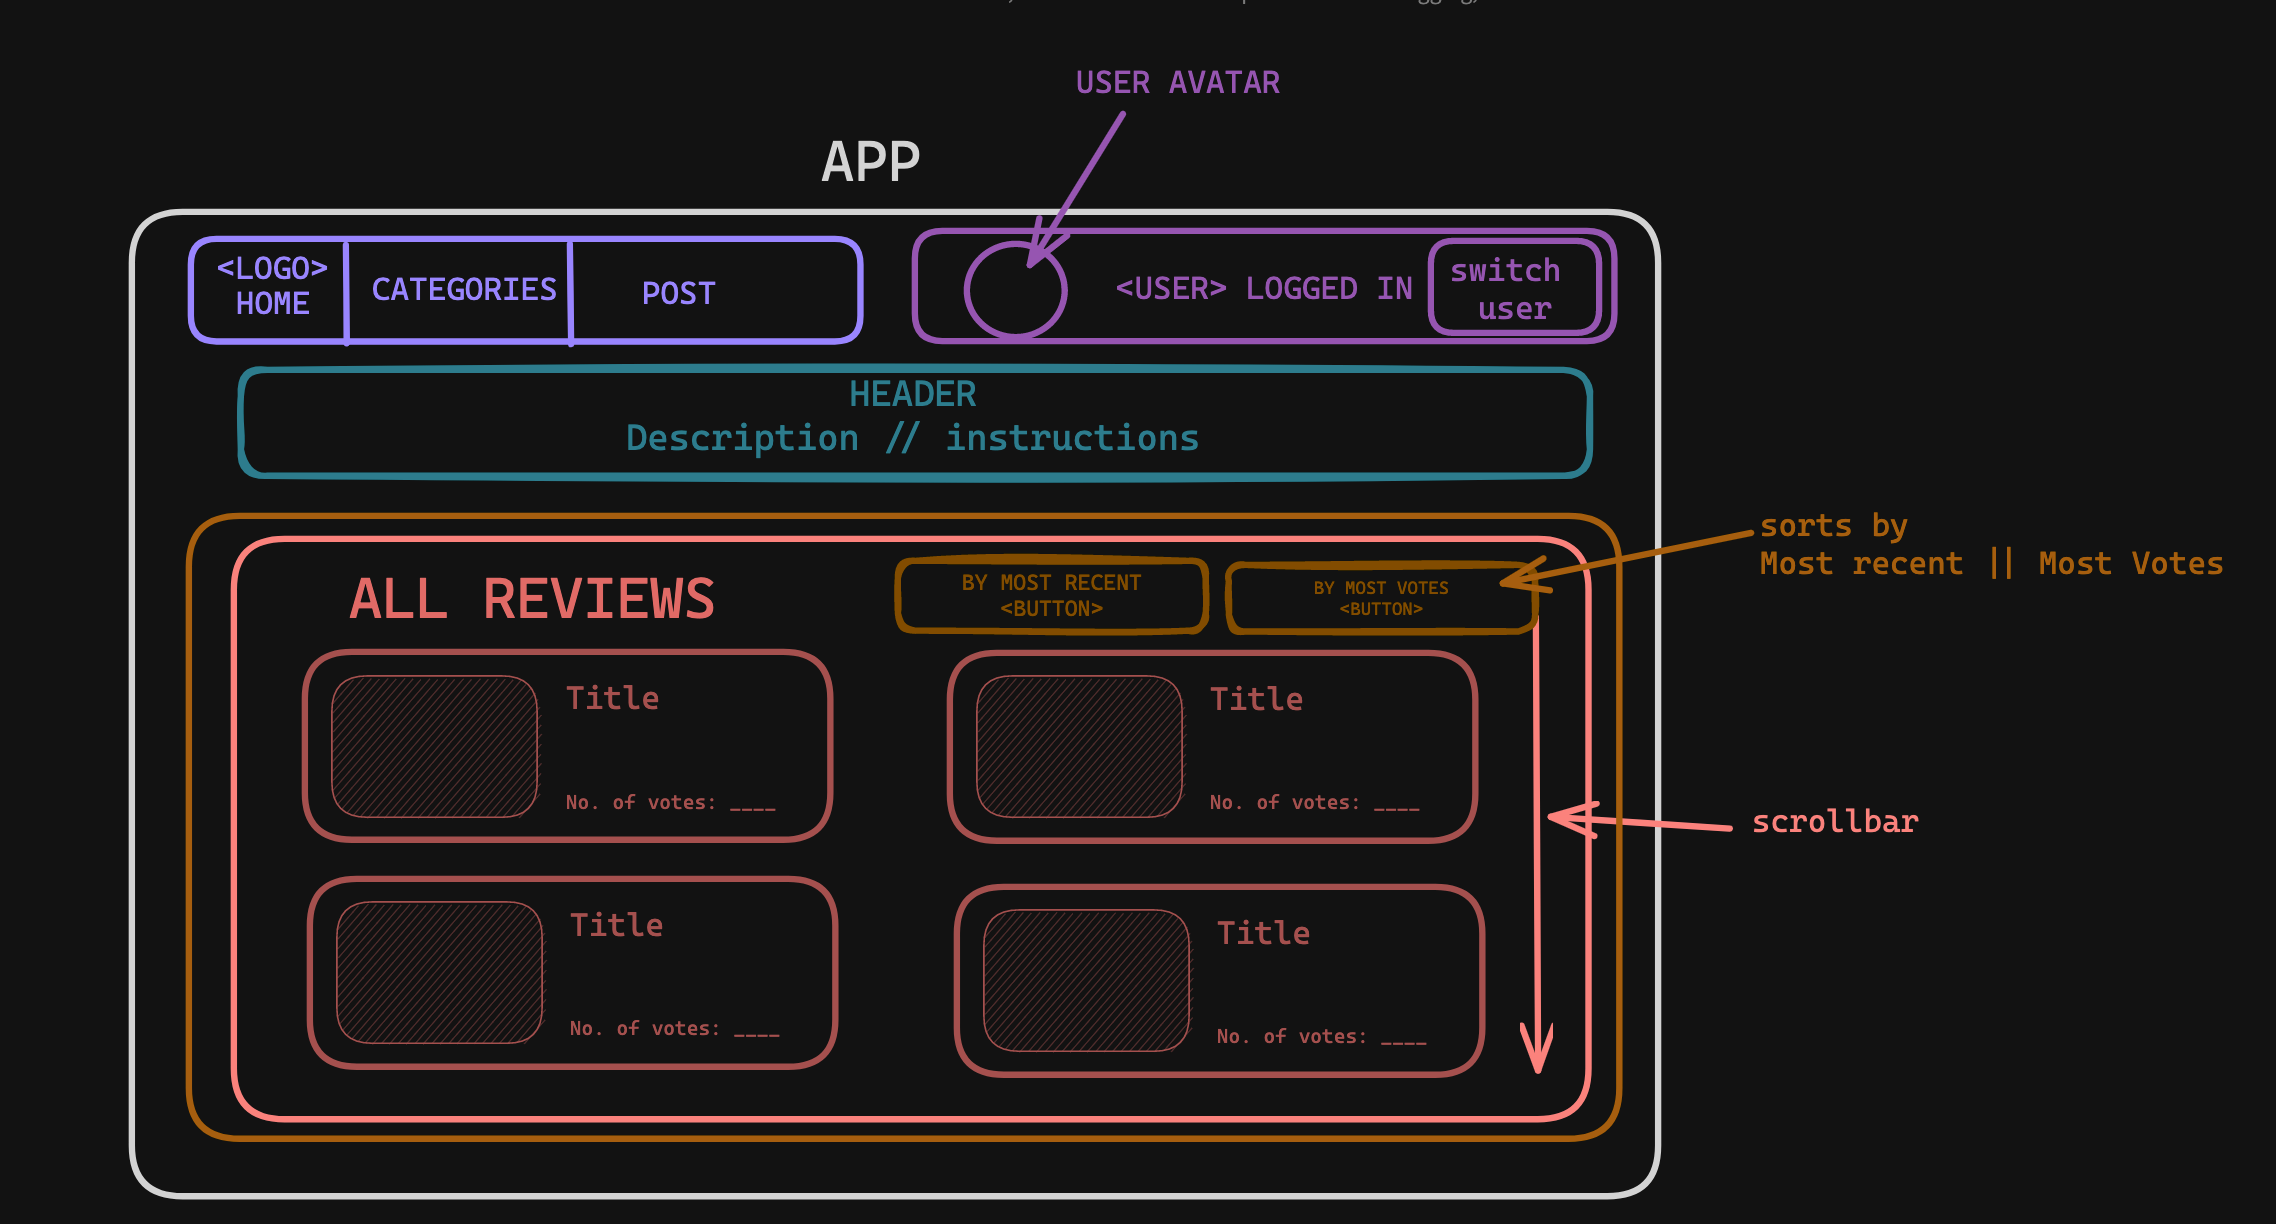 USER AVATAR
APP
<LOGO>
HOME
CATEGORIES
POST
<USER> LOGGED IN
switch
user
HEADER
Description // instructions
sorts by
Most recent || Most Votes
ALL REVIEWS
BY MOST RECENT
<BUTTON>
BY MOST VOTES
<BUTTON>
Title
No. of votes: ____
Title
No. of votes: ____
scrollbar
Title
No. of votes: ____
Title
No. of votes: ____